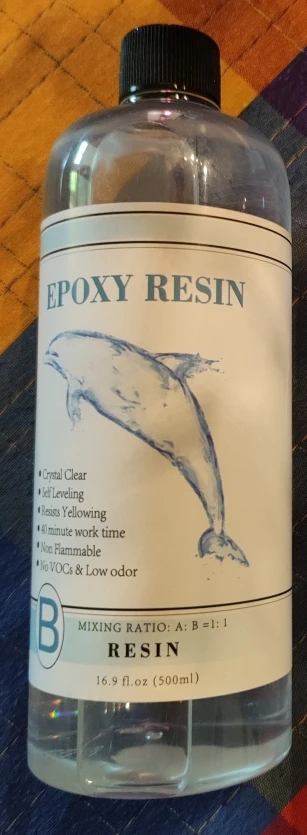 EPOXY RESIN
• Crystal Clear
• Self Leveling
• Resists Yellowing
• 40 minute work time
• Non Flammable
• No VOCs & Low odor
B
MIXING RATIO: A: B =1: 1
RESIN
16.9 fl.oz (500ml)